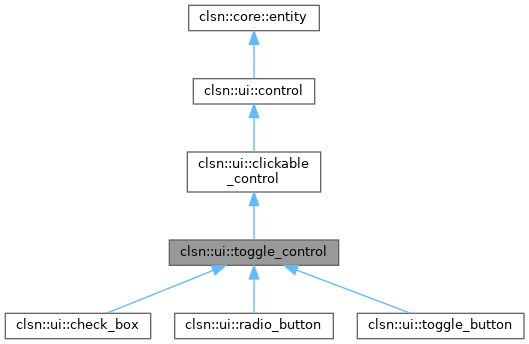 clsn::core::entity
clsn::ui::control
clsn::ui::clickable
_control
clsn::ui::toggle_control
clsn::ui::check_box
clsn::ui::radio_button
clsn::ui::toggle_button